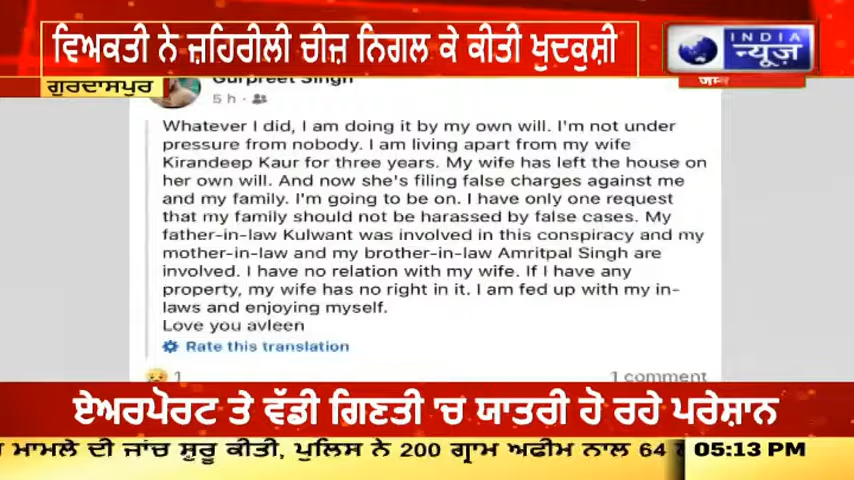 ਵਿਅਕਤੀ ਨੇ ਜ਼ਹਿਰੀਲੀ ਚੀਜ਼ ਨਿਗਲ ਕੇ ਕੀਤੀ ਖੁਦਕੁਸ਼ੀ
INDIA
न्यूज़
ਗੁਰਦਾਸਪੁਰ
Gurpreet Singh
5 h ·
Whatever I did, I am doing it by my own will. I'm not under
pressure from nobody. I am living apart from my wife
Kirandeep Kaur for three years. My wife has left the house on
her own will. And now she's filing false charges against me
and my family. I'm going to be on. I have only one request
that my family should not be harassed by false cases. My
father-in-law Kulwant was involved in this conspiracy and my
mother-in-law and my brother-in-law Amritpal Singh are
involved. I have no relation with my wife. If I have any
property, my wife has no right in it. I am fed up with my in-
laws and enjoying myself.
Love you avleen
Rate this translation
1
1 comment
ਏਅਰਪੋਰਟ ਤੇ ਵੱਡੀ ਗਿਣਤੀ 'ਚ ਯਾਤਰੀ ਹੋ ਰਹੇ ਪਰੇਸ਼ਾਨ
ਮਾਮਲੇ ਦੀ ਜਾਂਚ ਸ਼ੁਰੂ ਕੀਤੀ, ਪੁਲਿਸ ਨੇ 200 ਗ੍ਰਾਮ ਅਫੀਮ ਨਾਲ 64
05:13 PM